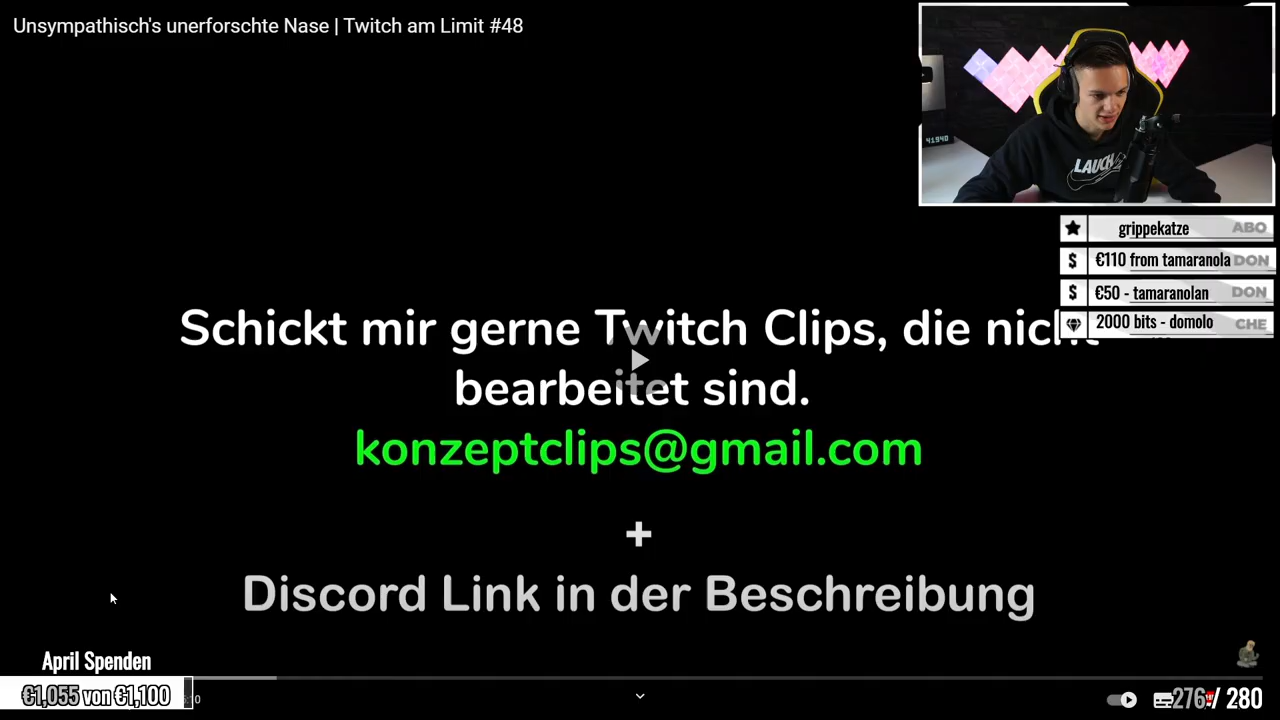 Unsympathisch's unerforschte Nase | Twitch am Limit #48
41940
LAUCH
grippekatze ABO
€110 from tamaranola DON
€50 - tamaranolan DON
2000 bits - domolo CHE
Schickt mir gerne Twitch Clips, die nicht
bearbeitet sind.
konzeptclips@gmail.com
+
Discord Link in der Beschreibung
April Spenden
€1,055 von €1,100
276 / 280